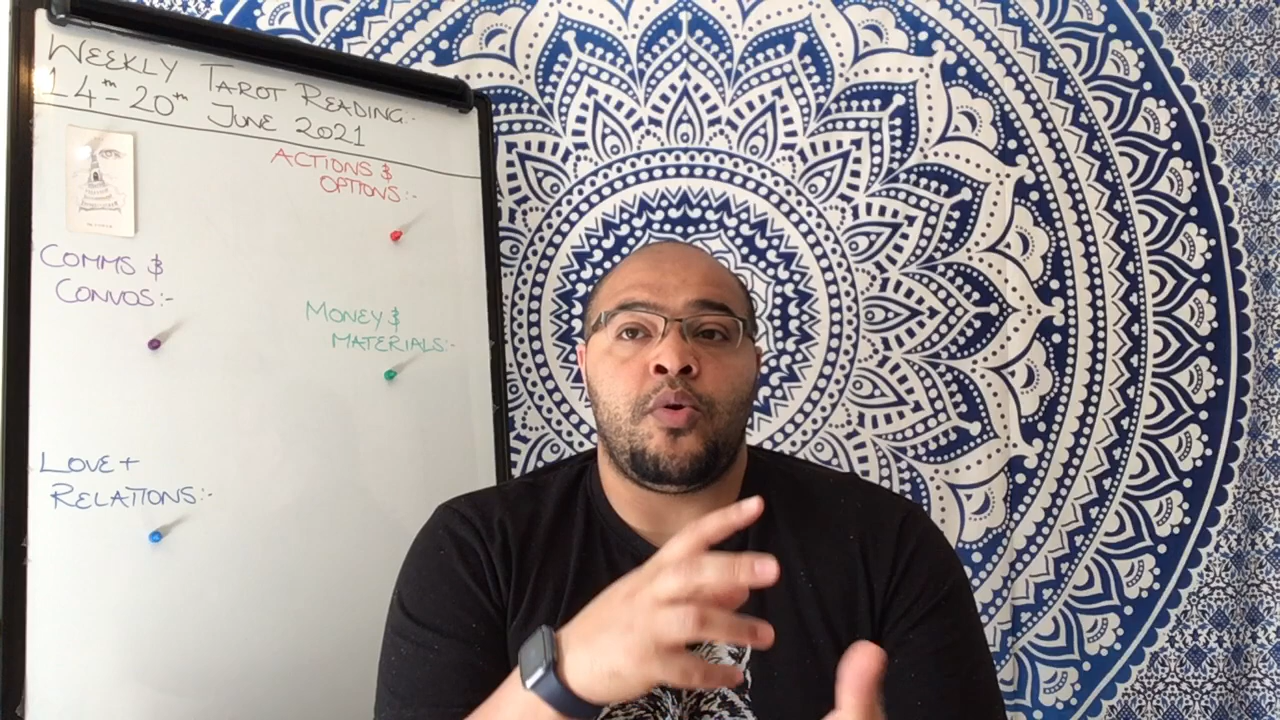 WEEKLY TAROT READING:-
14th - 20th JUNE 2021
ACTIONS &
OPTIONS:-
COMMS &
CONVOS:-
MONEY &
MATERIALS:-
LOVE +
RELATIONS:-